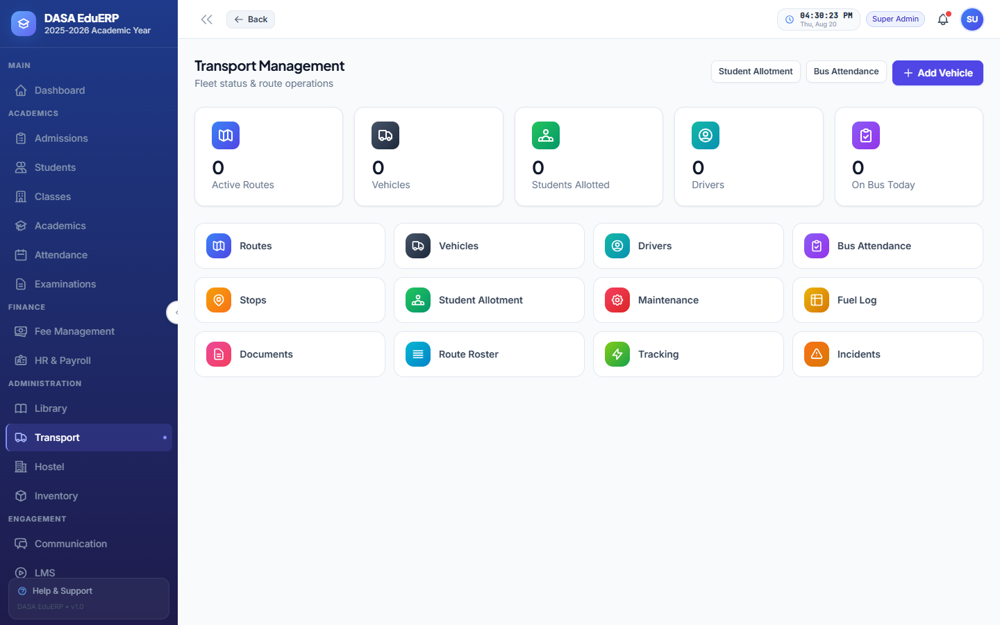 DASA EduERP
2025-2026 Academic Year
MAIN
Dashboard
ACADEMICS
Admissions
Students
Classes
Academics
Attendance
Examinations
FINANCE
Fee Management
HR & Payroll
ADMINISTRATION
Library
Transport
Hostel
Inventory
ENGAGEMENT
Communication
LMS
Help & Support
DASA EduERP • v1.0
Back
04:30:23 PM
Thu, Aug 20
Super Admin
SU
Transport Management
Fleet status & route operations
Student Allotment
Bus Attendance
Add Vehicle
0
Active Routes
0
Vehicles
0
Students Allotted
0
Drivers
0
On Bus Today
Routes
Vehicles
Drivers
Bus Attendance
Stops
Student Allotment
Maintenance
Fuel Log
Documents
Route Roster
Tracking
Incidents